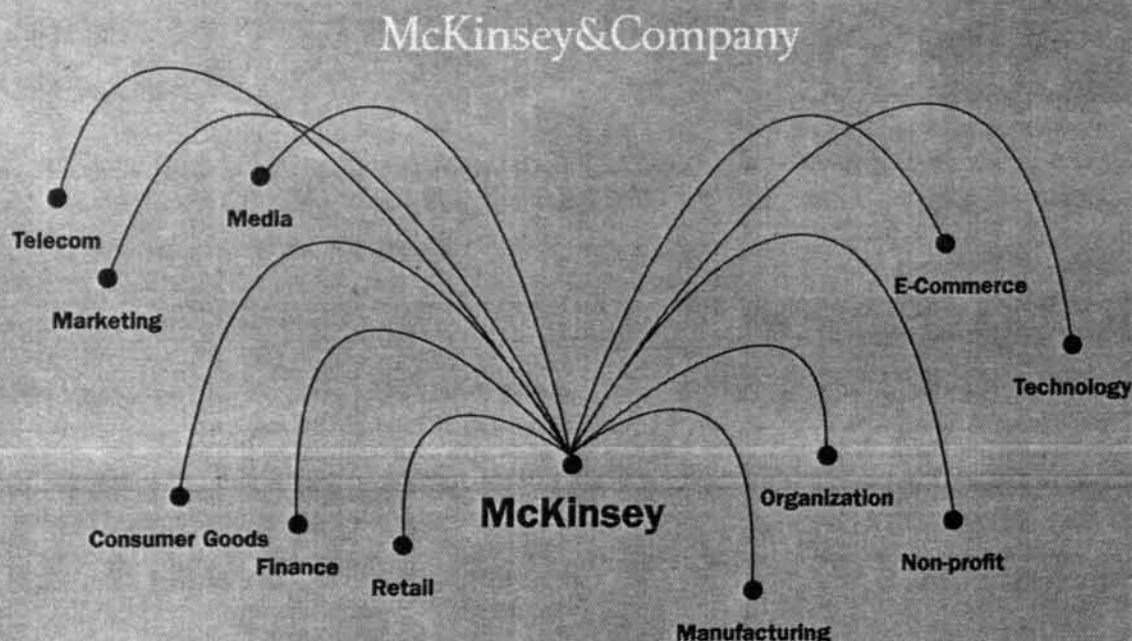 McKinsey&Company
Telecom
Media
Marketing
E-Commerce
Technology
Consumer Goods
Finance
Retail
McKinsey
Organization
Non-profit
Manufacturing